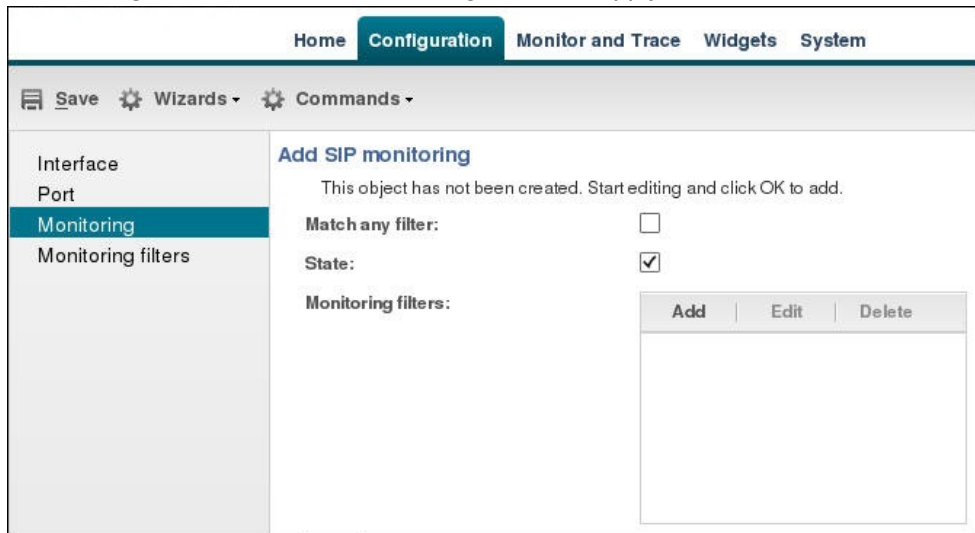 Home Configuration Monitor and Trace Widgets System
Save Wizards Commands
Interface
Port
Monitoring
Monitoring filters
Add SIP monitoring
This object has not been created. Start editing and click OK to add.
Match any filter:
State:
Monitoring filters:
Add | Edit | Delete